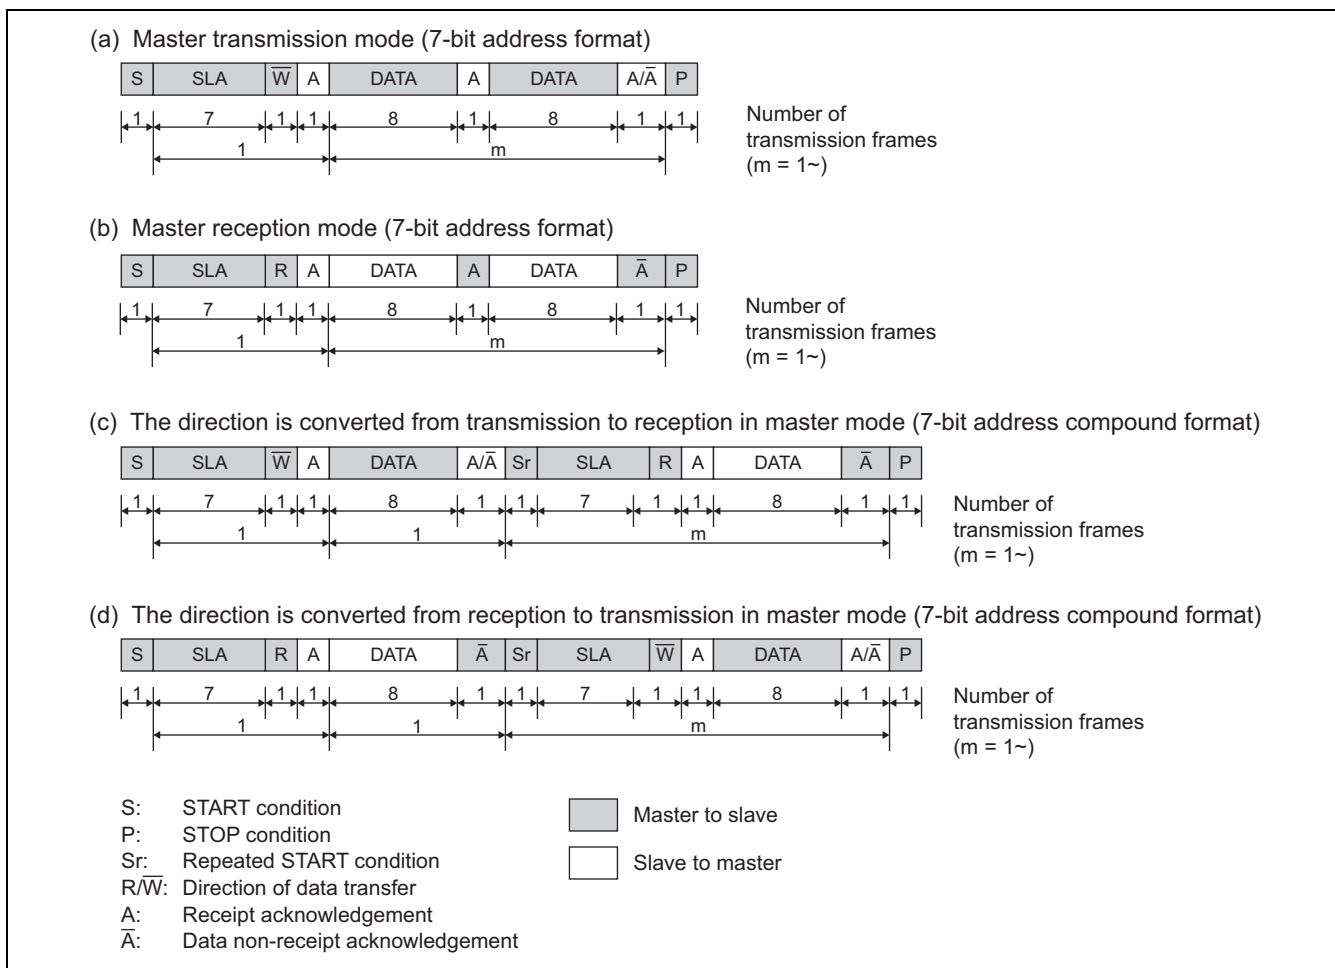 (a) Master transmission mode (7-bit address format)
S SLA W̅ A DATA A DATA A/A̅ P
1 7 1 1 8 1 8 1 1
1 m
Number of
transmission frames
(m = 1~)
(b) Master reception mode (7-bit address format)
S SLA R A DATA A DATA A̅ P
1 7 1 1 8 1 8 1 1
1 m
Number of
transmission frames
(m = 1~)
(c) The direction is converted from transmission to reception in master mode (7-bit address compound format)
S SLA W̅ A DATA A/A̅ Sr SLA R A DATA A̅ P
1 7 1 1 8 1 1 7 1 1 8 1 1
1 1 m
Number of
transmission frames
(m = 1~)
(d) The direction is converted from reception to transmission in master mode (7-bit address compound format)
S SLA R A DATA A̅ Sr SLA W̅ A DATA A/A̅ P
1 7 1 1 8 1 1 7 1 1 8 1 1
1 1 m
Number of
transmission frames
(m = 1~)
S: START condition
P: STOP condition
Sr: Repeated START condition
R/W̅: Direction of data transfer
A: Receipt acknowledgement
A̅: Data non-receipt acknowledgement
Master to slave
Slave to master